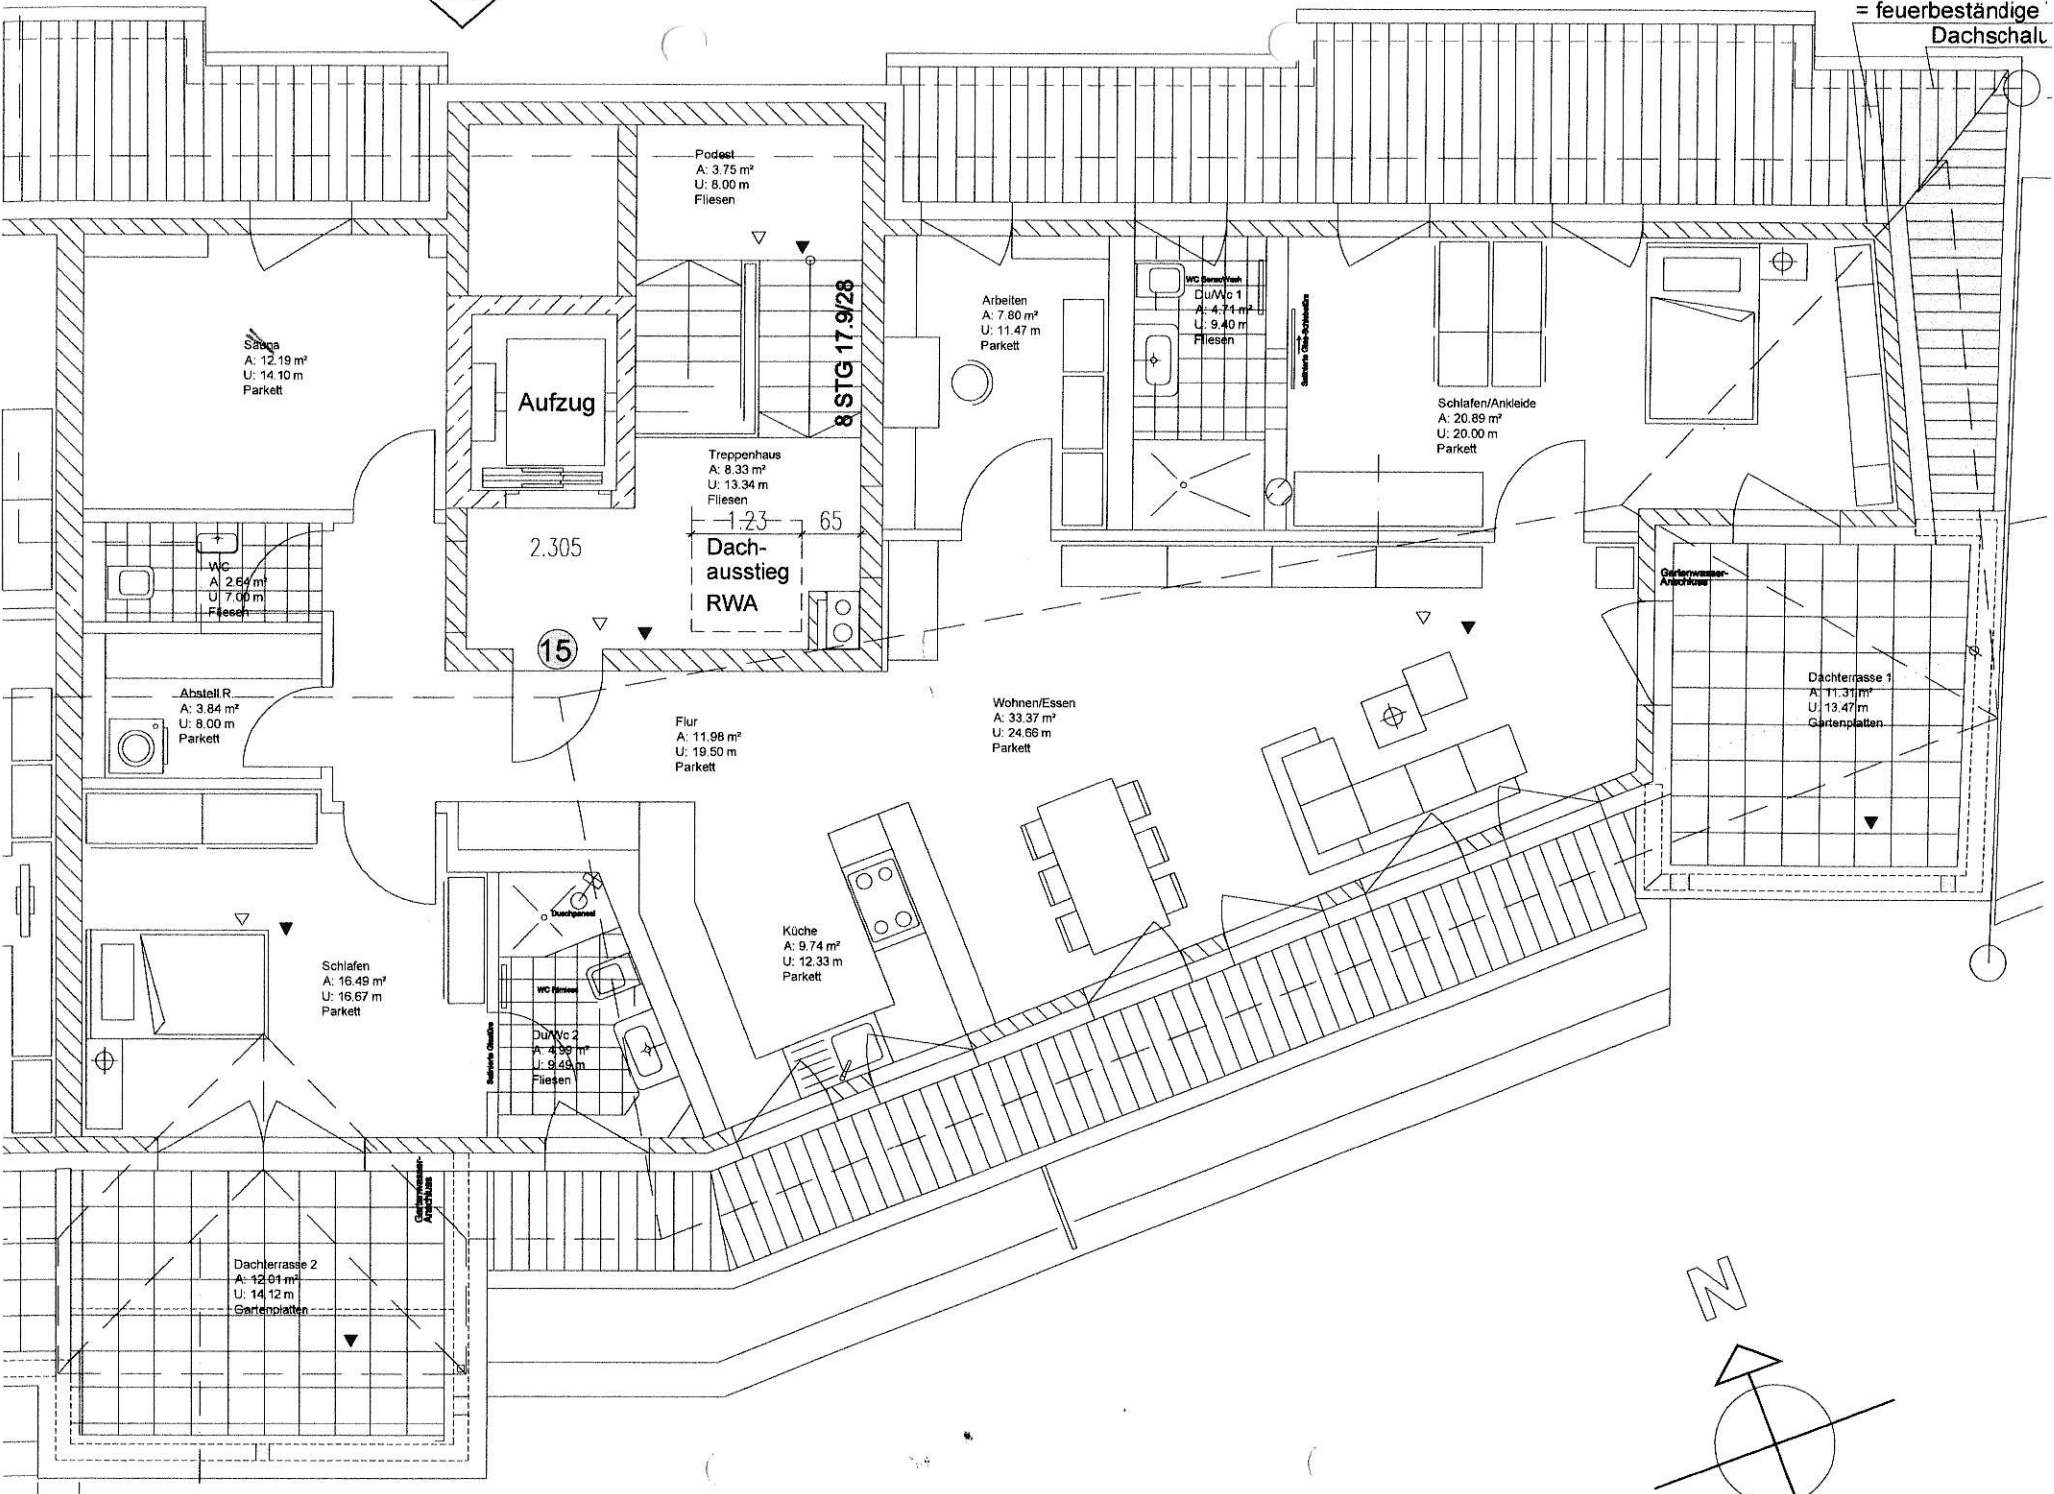 = feuerbeständige
Podest
A: 3.75 m²
U: 8.00 m
Fliesen
8 STG 17.9/28
Sauna
A: 12.19 m²
U: 14.10 m
Parkett
Aufzug
Treppenhaus
A: 8.33 m²
U: 13.34 m
Fliesen
1.23
65
2.305
Dach-
ausstieg
RWA
15
Arbeiten
A: 7.80 m²
U: 11.47 m
Parkett
Du/Wc 1
A: 4.71 m²
U: 9.40 m
Fliesen
Schlafen/Ankleide
A: 20.89 m²
U: 20.00 m
Parkett
WC
A: 2.64 m²
U: 7.00 m
Fliesen
Abstell.R.
A: 3.84 m²
U: 8.00 m
Parkett
Flur
A: 11.98 m²
U: 19.50 m
Parkett
Wohnen/Essen
A: 33.37 m²
U: 24.66 m
Parkett
Gartenwasser-
Anschluss
Dachterrasse 1
A: 11.31 m²
U: 13.47 m
Gartenplatten
Küche
A: 9.74 m²
U: 12.33 m
Parkett
Schlafen
A: 16.49 m²
U: 16.67 m
Parkett
Duschpaneel
Du/Wc 2
A: 4.99 m²
U: 9.49 m
Fliesen
Gartenwasser-
Anschluss
Dachterrasse 2
A: 12.01 m²
U: 14.12 m
Gartenplatten
N